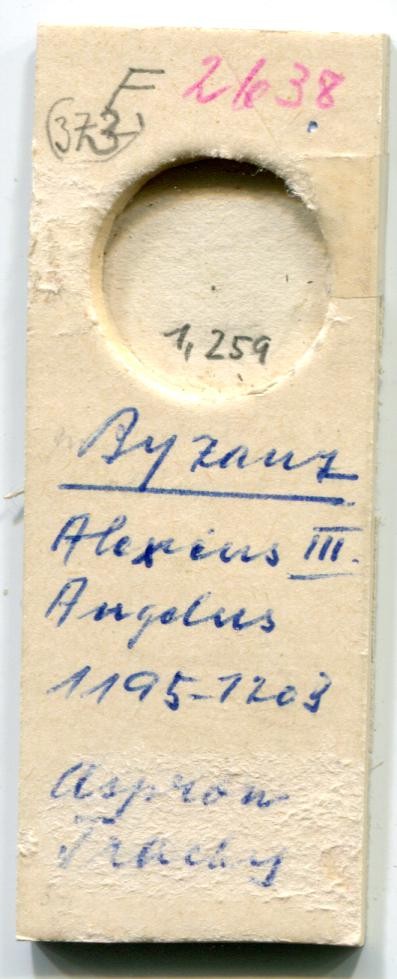 F 2638
373
1,259
Byzanz
Alexius III.
Angelus
1195-1203
Aspron
Trachy